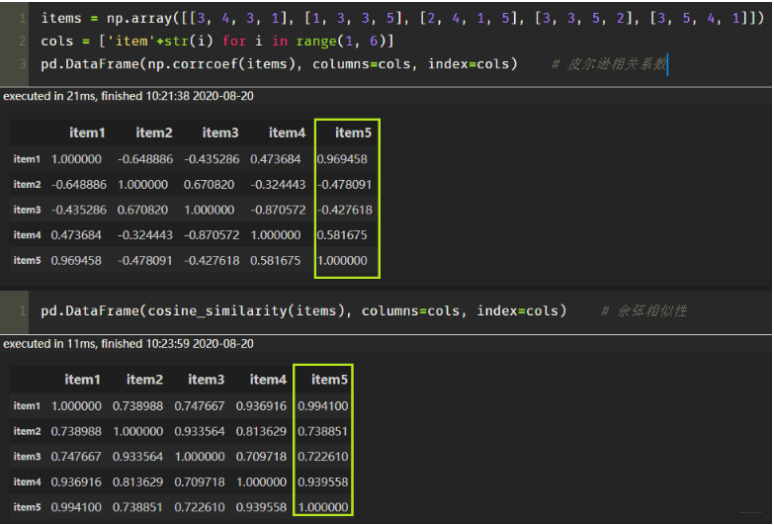 1 items = np.array([[3, 4, 3, 1], [1, 3, 3, 5], [2, 4, 1, 5], [3, 3, 5, 2], [3, 5, 4, 1]])
2 cols = ['item'+str(i) for i in range(1, 6)]
3 pd.DataFrame(np.corrcoef(items), columns=cols, index=cols) # 皮尔逊相关系数
executed in 21ms, finished 10:21:38 2020-08-20
item1 item2 item3 item4 item5
item1 1.000000 -0.648886 -0.435286 0.473684 0.969458
item2 -0.648886 1.000000 0.670820 -0.324443 -0.478091
item3 -0.435286 0.670820 1.000000 -0.870572 -0.427618
item4 0.473684 -0.324443 -0.870572 1.000000 0.581675
item5 0.969458 -0.478091 -0.427618 0.581675 1.000000
1 pd.DataFrame(cosine_similarity(items), columns=cols, index=cols) # 余弦相似性
executed in 11ms, finished 10:23:59 2020-08-20
item1 item2 item3 item4 item5
item1 1.000000 0.738988 0.747667 0.936916 0.994100
item2 0.738988 1.000000 0.933564 0.813629 0.738851
item3 0.747667 0.933564 1.000000 0.709718 0.722610
item4 0.936916 0.813629 0.709718 1.000000 0.939558
item5 0.994100 0.738851 0.722610 0.939558 1.000000